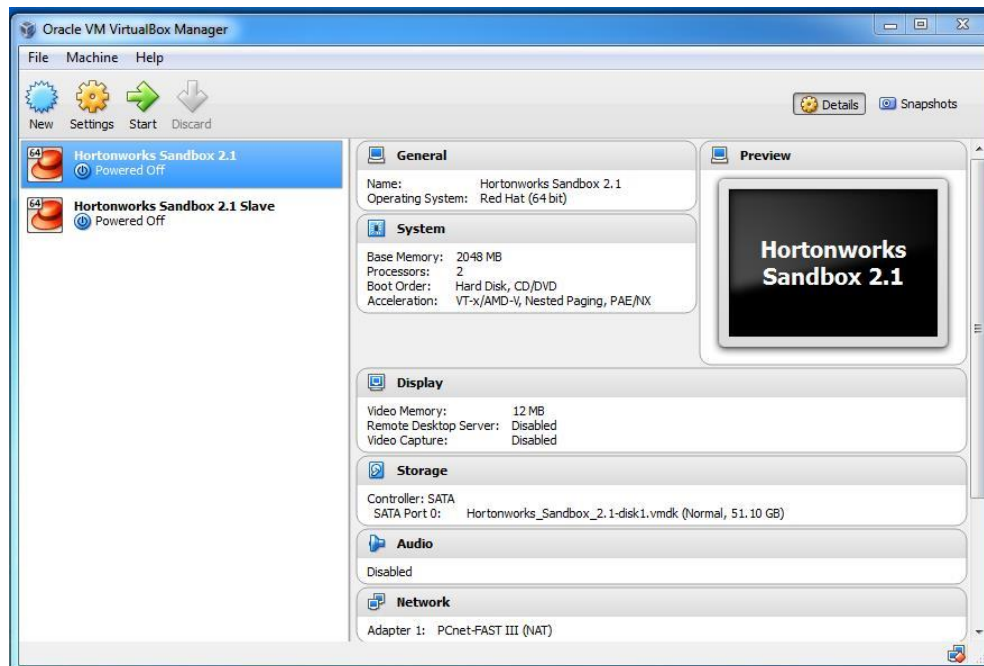 Oracle VM VirtualBox Manager
File Machine Help
New Settings Start Discard
Details Snapshots
64 Hortonworks Sandbox 2.1
Powered Off
64 Hortonworks Sandbox 2.1 Slave
Powered Off
General
Name: Hortonworks Sandbox 2.1
Operating System: Red Hat (64 bit)
System
Base Memory: 2048 MB
Processors: 2
Boot Order: Hard Disk, CD/DVD
Acceleration: VT-x/AMD-V, Nested Paging, PAE/NX
Preview
Hortonworks
Sandbox 2.1
Display
Video Memory: 12 MB
Remote Desktop Server: Disabled
Video Capture: Disabled
Storage
Controller: SATA
SATA Port 0: Hortonworks_Sandbox_2.1-disk1.vmdk (Normal, 51.10 GB)
Audio
Disabled
Network
Adapter 1: PCnet-FAST III (NAT)